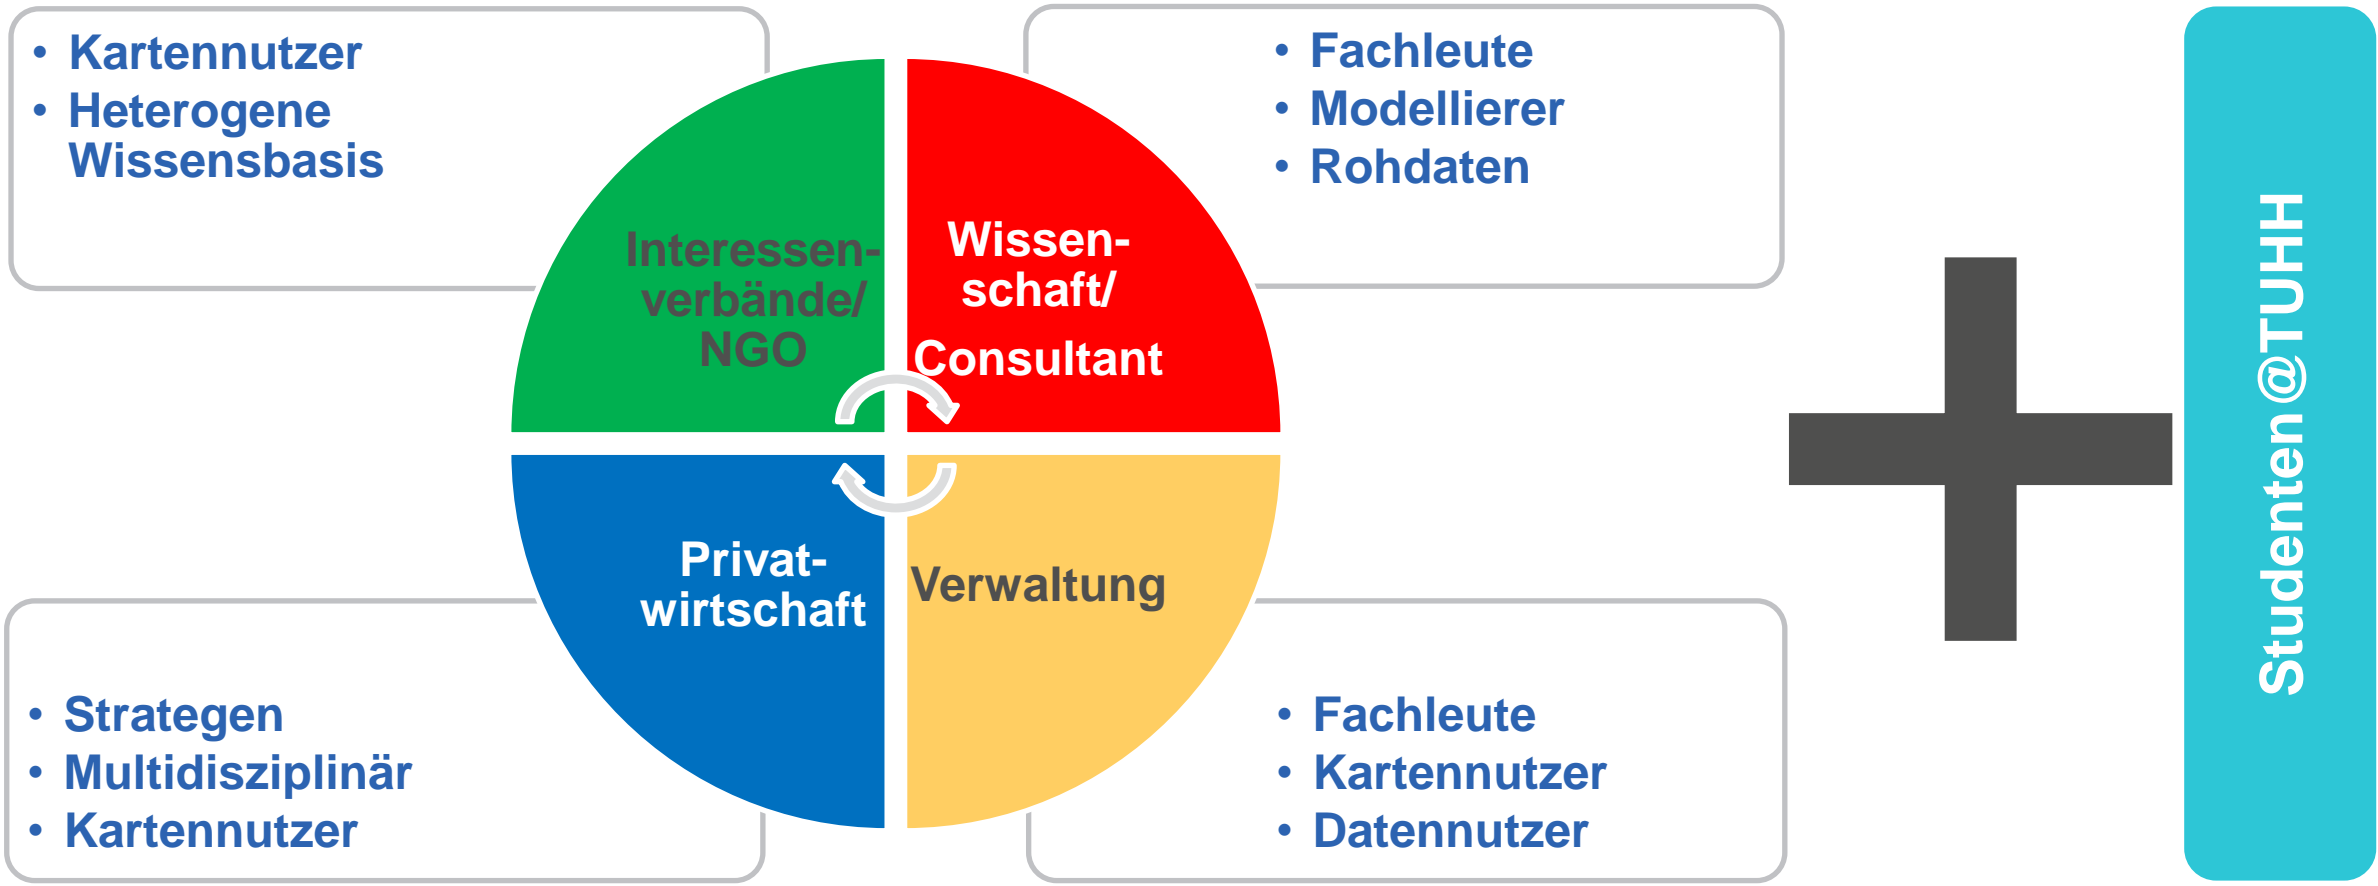 • Kartennutzer
• Heterogene
Wissensbasis
• Fachleute
• Modellierer
• Rohdaten
Interessen-
verbände/
NGO
Wissen-
schaft/
Consultant
Privat-
wirtschaft
Verwaltung
• Strategen
• Multidisziplinär
• Kartennutzer
• Fachleute
• Kartennutzer
• Datennutzer
Studenten@TUHH